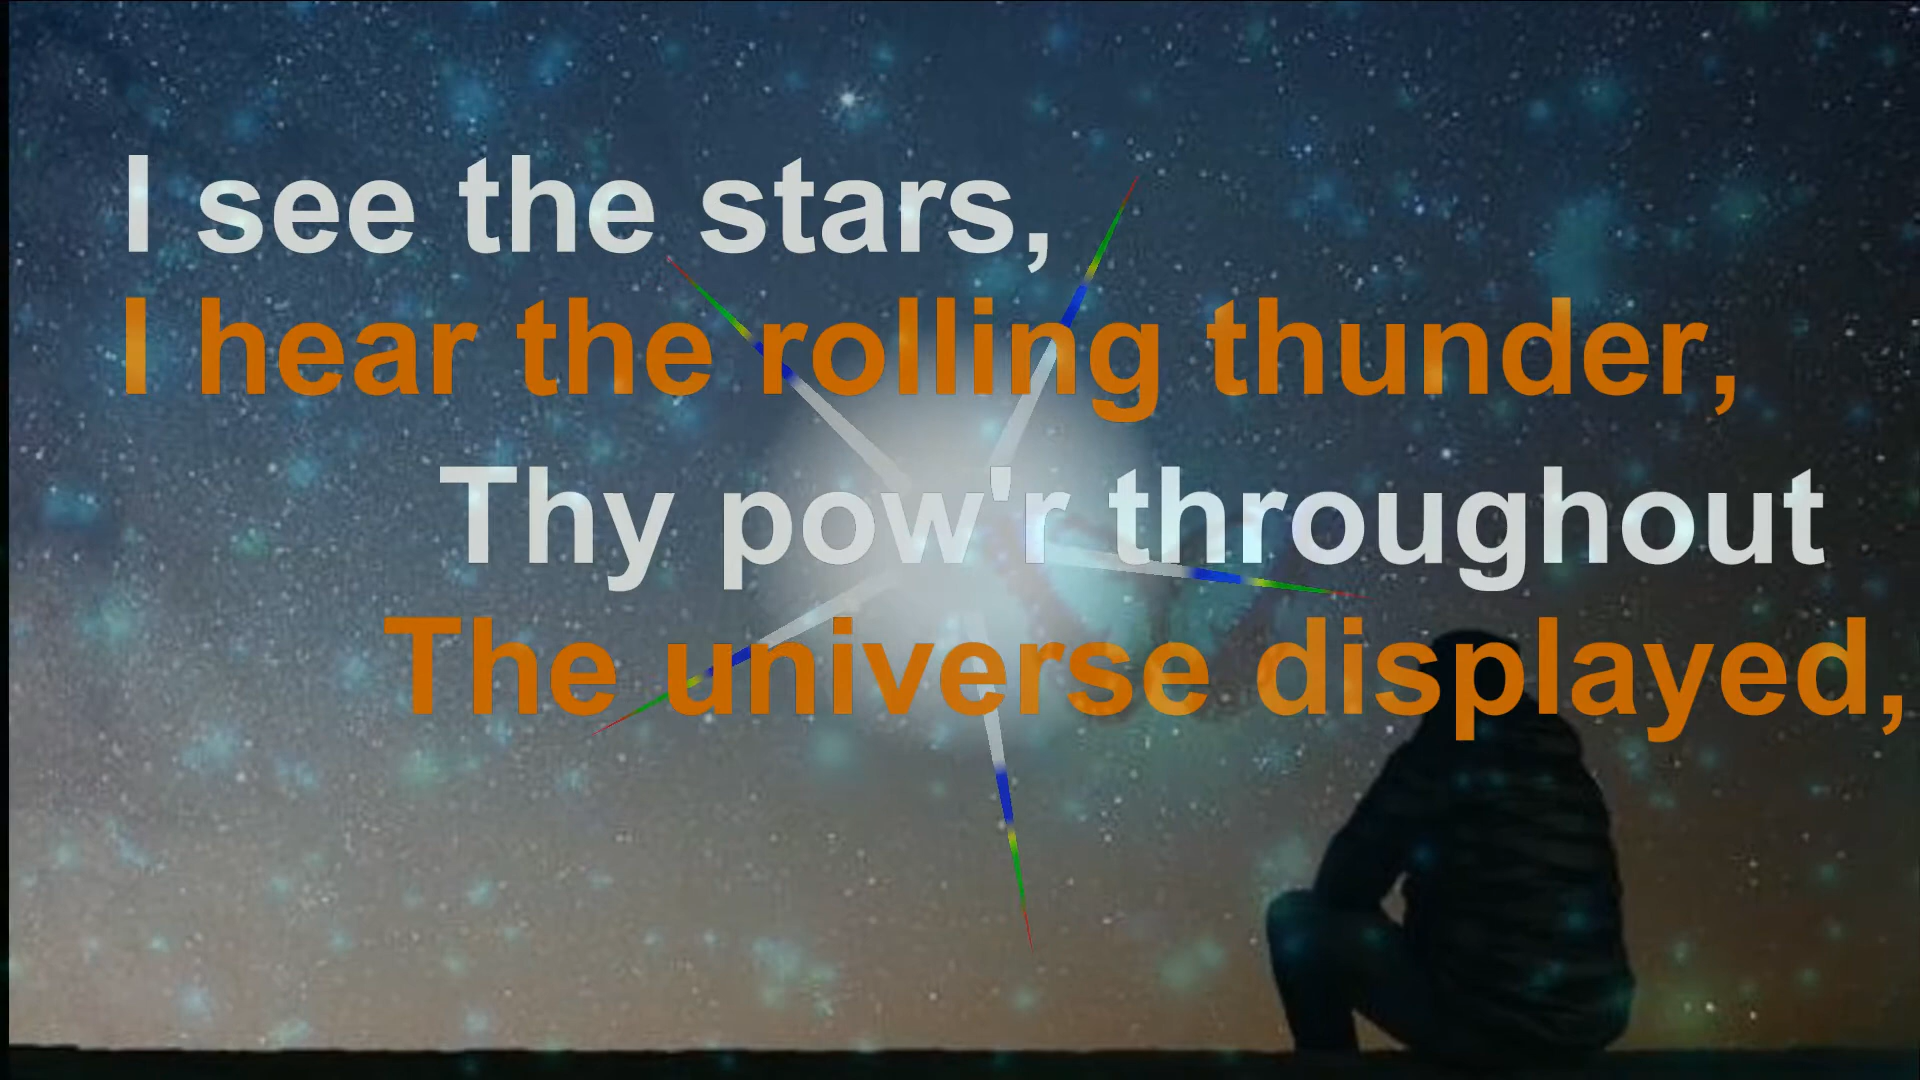 I see the stars,
I hear the rolling thunder,
Thy pow'r throughout
The universe displayed,